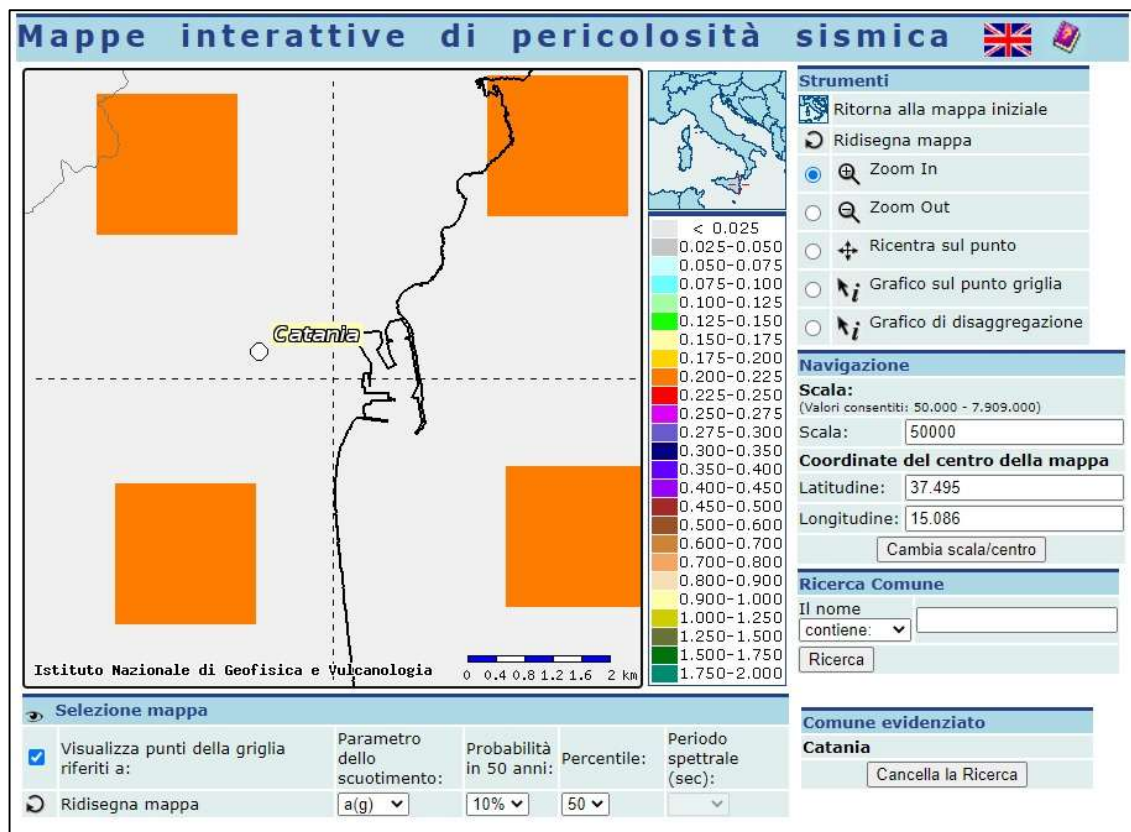 Mappe interattive di pericolosità sismica
Catania
Istituto Nazionale di Geofisica e Vulcanologia
0 0.4 0.8 1.2 1.6 2 km
< 0.025
0.025-0.050
0.050-0.075
0.075-0.100
0.100-0.125
0.125-0.150
0.150-0.175
0.175-0.200
0.200-0.225
0.225-0.250
0.250-0.275
0.275-0.300
0.300-0.350
0.350-0.400
0.400-0.450
0.450-0.500
0.500-0.600
0.600-0.700
0.700-0.800
0.800-0.900
0.900-1.000
1.000-1.250
1.250-1.500
1.500-1.750
1.750-2.000
Strumenti
Ritorna alla mappa iniziale
Ridisegna mappa
Zoom In
Zoom Out
Ricentra sul punto
Grafico sul punto griglia
Grafico di disaggregazione
Navigazione
Scala:
(Valori consentiti: 50.000 - 7.909.000)
Scala: 50000
Coordinate del centro della mappa
Latitudine: 37.495
Longitudine: 15.086
Cambia scala/centro
Ricerca Comune
Il nome
contiene:
Ricerca
Selezione mappa
Visualizza punti della griglia
riferiti a:
Parametro
dello
scuotimento:
Probabilità
in 50 anni:
Percentile:
Periodo
spettrale
(sec):
Ridisegna mappa
a(g) 10% 50
Comune evidenziato
Catania
Cancella la Ricerca